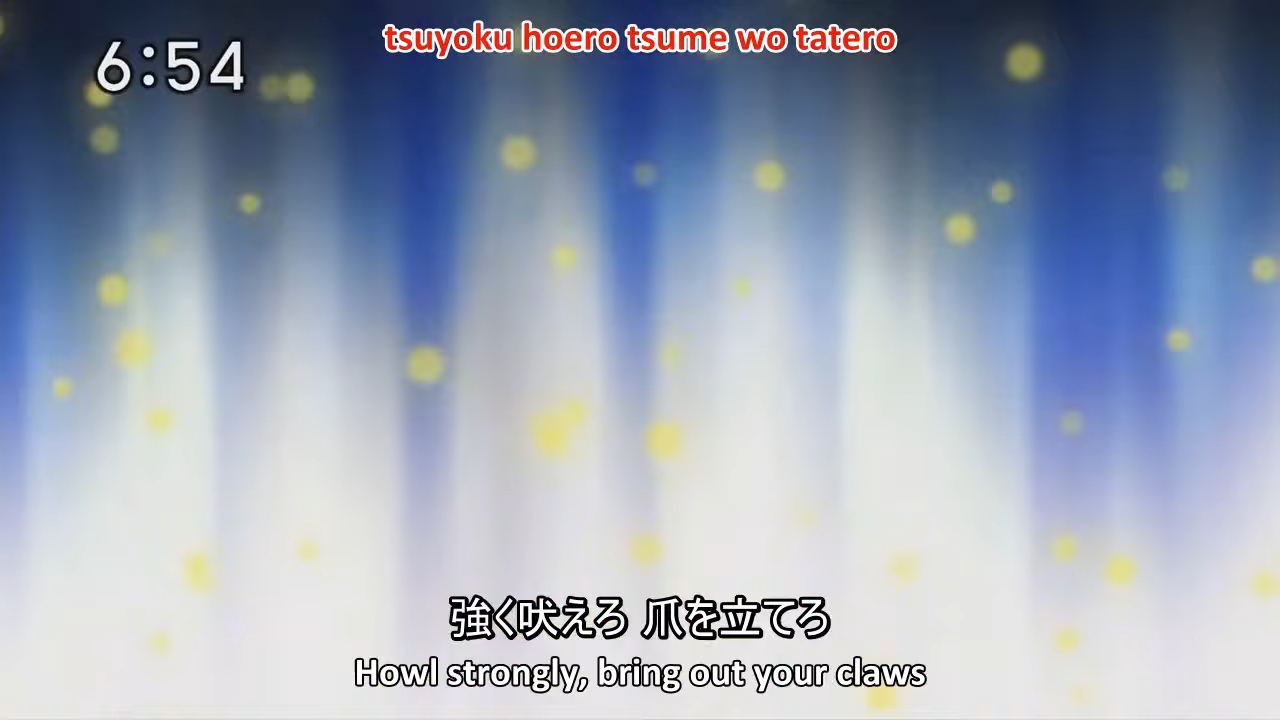 tsuyoku hoero tsume wo tatero
6:54
強く吠えろ 爪を立てろ
Howl strongly, bring out your claws